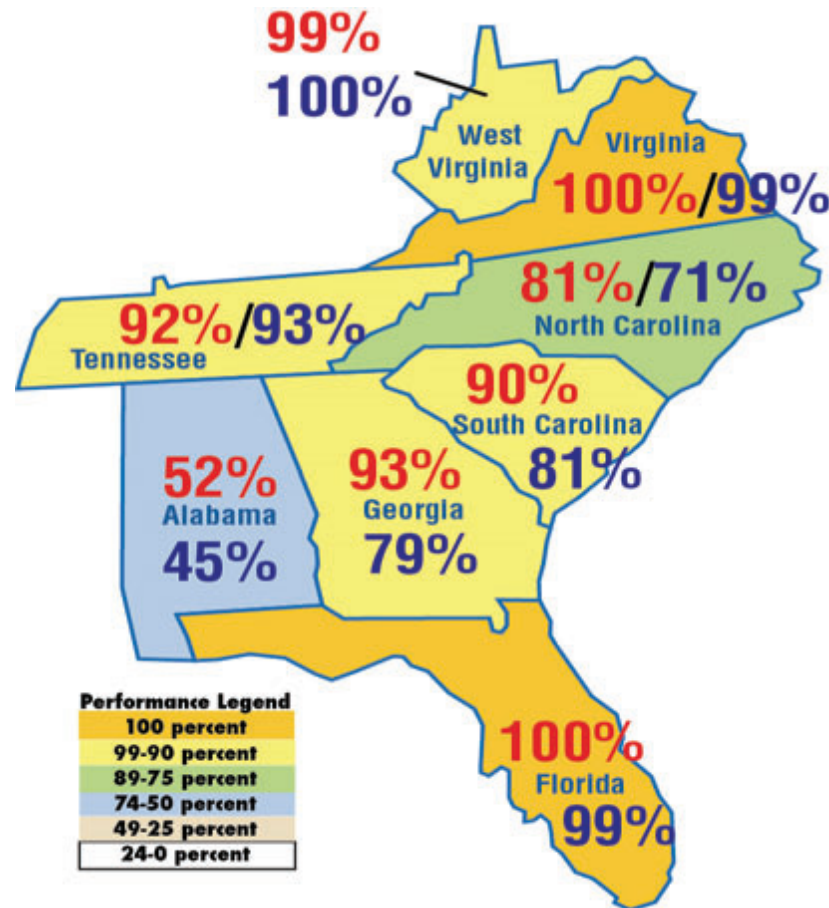 99%
100%
West
Virginia
Virginia
100%/99%
81%/71%
North Carolina
92%/93%
Tennessee
90%
South Carolina
81%
52%
Alabama
45%
93%
Georgia
79%
100%
Florida
99%
Performance Legend
100 percent
99-90 percent
89-75 percent
74-50 percent
49-25 percent
24-0 percent